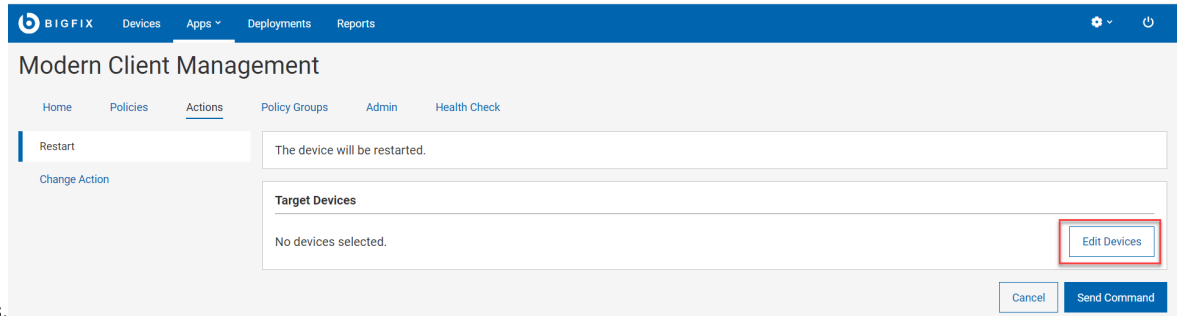 BIGFIX Devices Apps Deployments Reports
Modern Client Management
Home Policies Actions Policy Groups Admin Health Check
Restart
Change Action
The device will be restarted.
Target Devices
No devices selected.
Edit Devices
Cancel Send Command